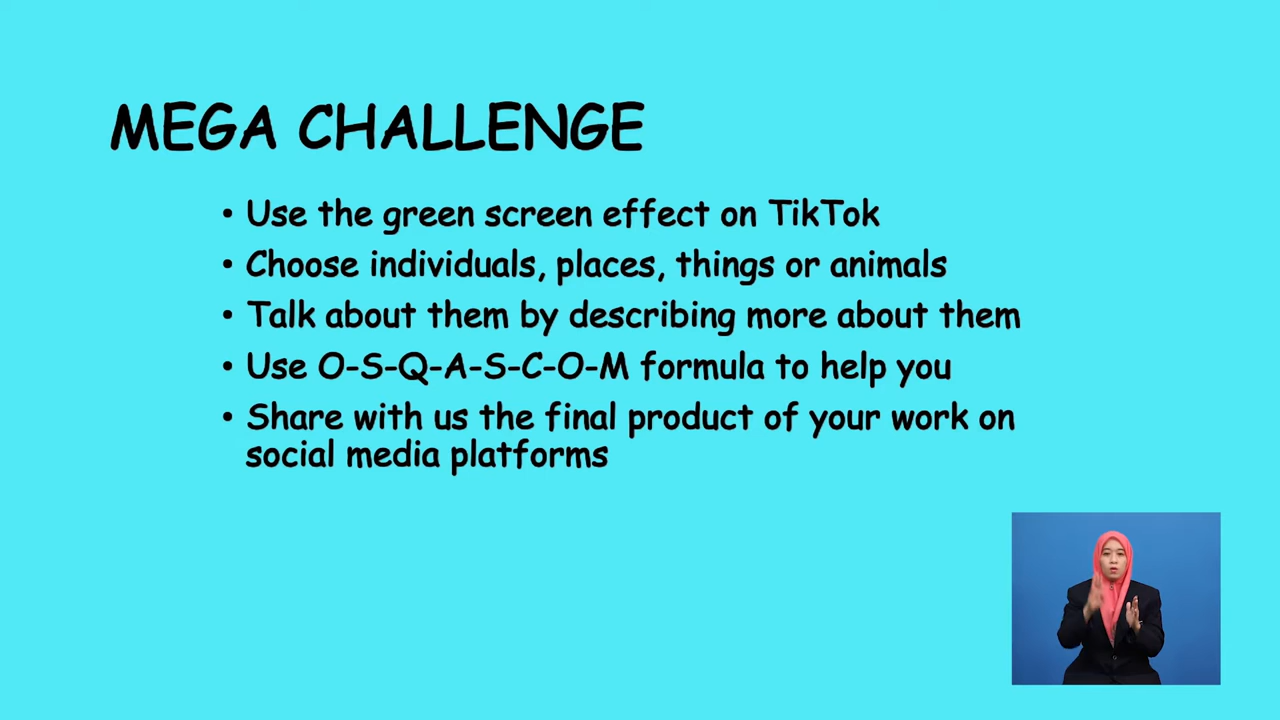 MEGA CHALLENGE
• Use the green screen effect on TikTok
• Choose individuals, places, things or animals
• Talk about them by describing more about them
• Use O-S-Q-A-S-C-O-M formula to help you
• Share with us the final product of your work on
social media platforms